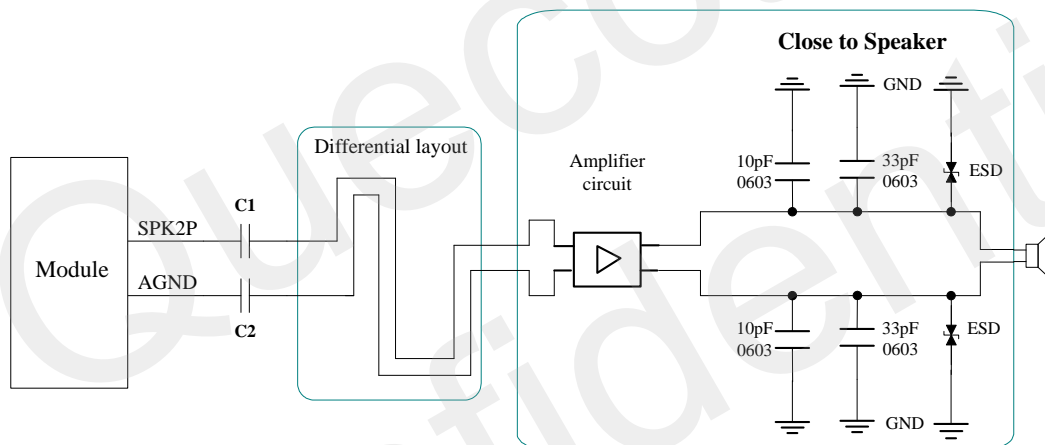 Close to Speaker
GND
Differential layout
Amplifier
circuit
10pF
0603
33pF
0603
ESD
C1
SPK2P
Module
AGND
C2
10pF
0603
33pF
0603
ESD
GND